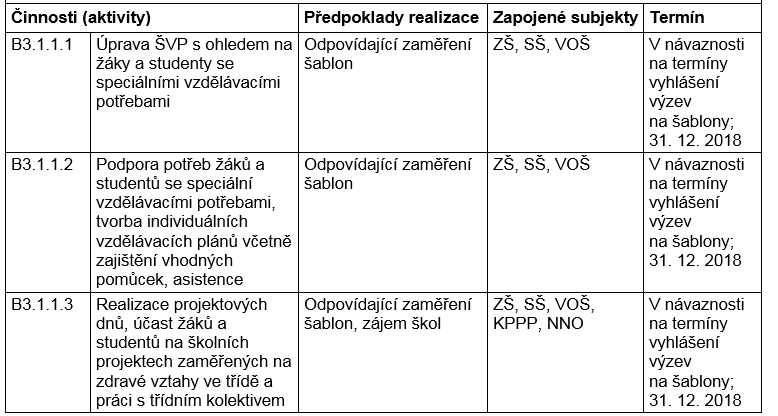 Činnosti (aktivity) Předpoklady realizace Zapojené subjekty Termín
B3.1.1.1 Úprava ŠVP s ohledem na Odpovídající zaměření ZŠ, SŠ, VOŠ V návaznosti
žáky a studenty se šablon na termíny
speciálními vzdělávacími vyhlášení
potřebami výzev
na šablony;
31. 12. 2018
B3.1.1.2 Podpora potřeb žáků a Odpovídající zaměření ZŠ, SŠ, VOŠ V návaznosti
studentů se speciální šablon na termíny
vzdělávacími potřebami, vyhlášení
tvorba individuálních výzev
vzdělávacích plánů včetně na šablony;
zajištění vhodných 31. 12. 2018
pomůcek, asistence
B3.1.1.3 Realizace projektových Odpovídající zaměření ZŠ, SŠ, VOŠ, V návaznosti
dnů, účast žáků a šablon, zájem škol KPPP, NNO na termíny
studentů na školních vyhlášení
projektech zaměřených na výzev
zdravé vztahy ve třídě a na šablony;
práci s třídním kolektivem 31. 12. 2018